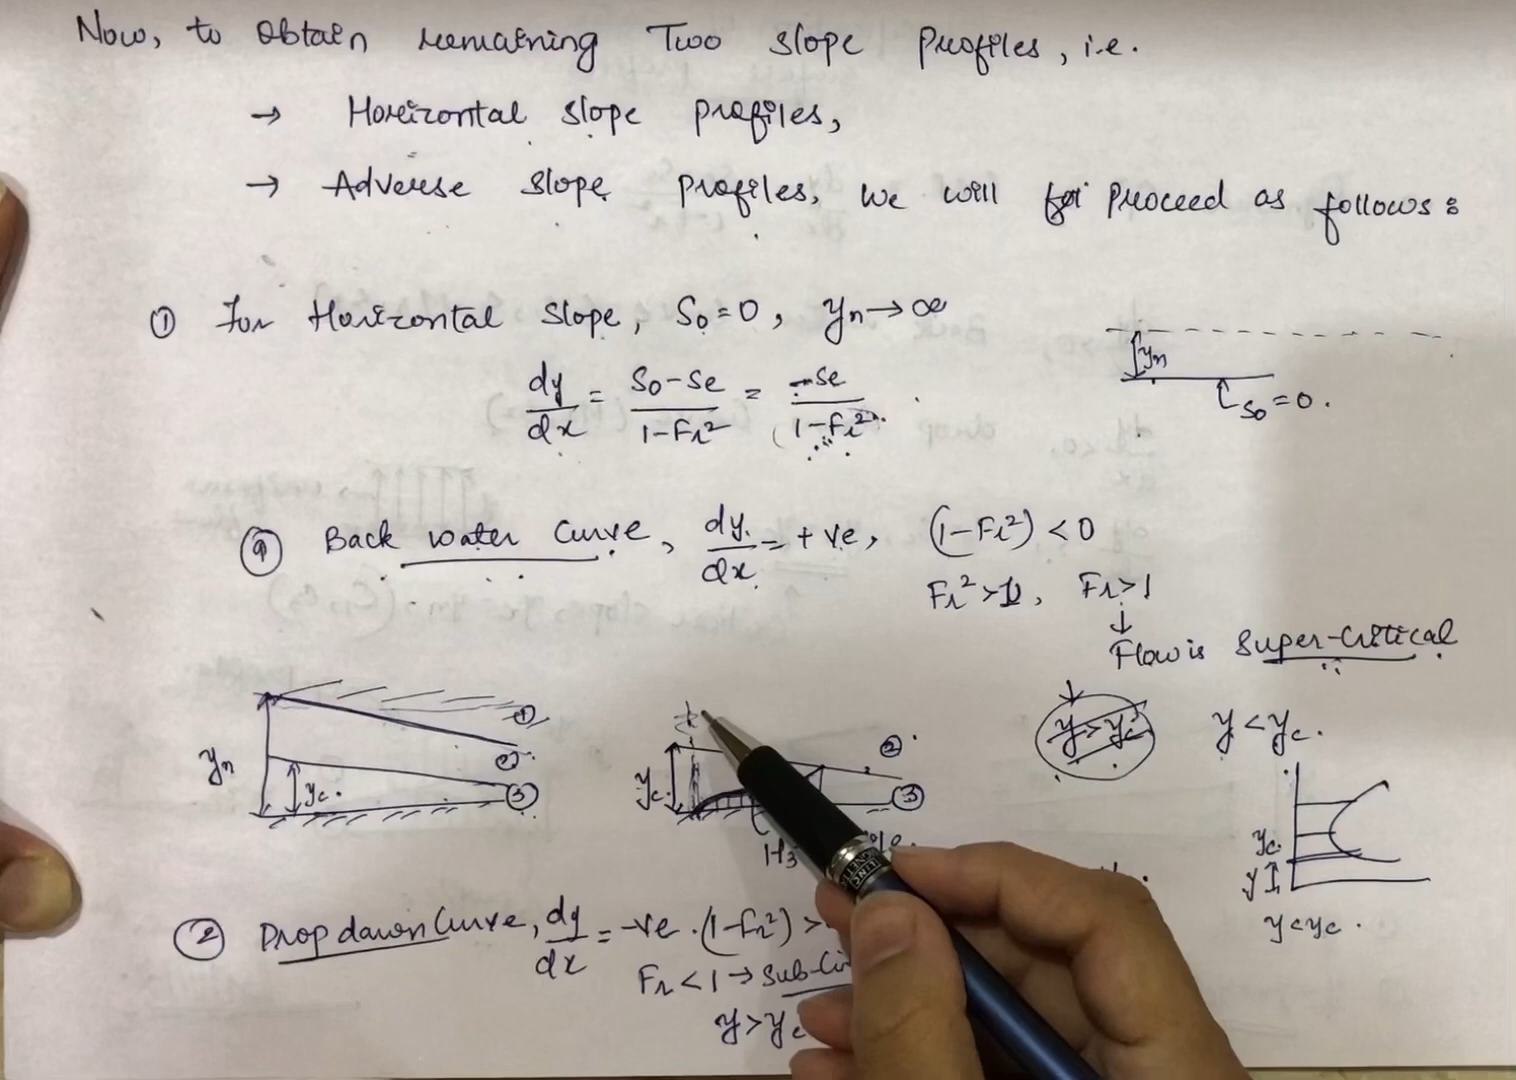 Now, to obtain remaining Two slope profiles, i.e.
→ Horizontal slope profiles,
→ Adverse slope profiles, we will proceed as follows:
① For Horizontal slope, S₀=0, yn→∞
yn
S₀=0.
dy/dx = S₀-Se/1-Fr² = -Se/(1-Fr²)
ⓐ Back water curve, dy/dx = +ve, (1-Fr²) < 0
Fr² > 1, Fr > 1
↓
Flow is Super-Critical
y > yc y < yc.
yn yc. ① ② ③
yc ② ③
H₃
yc
y
y < yc.
② Drop down Curve, dy/dx = -ve. (1-Fr²) >
Fr < 1 →
y > yc